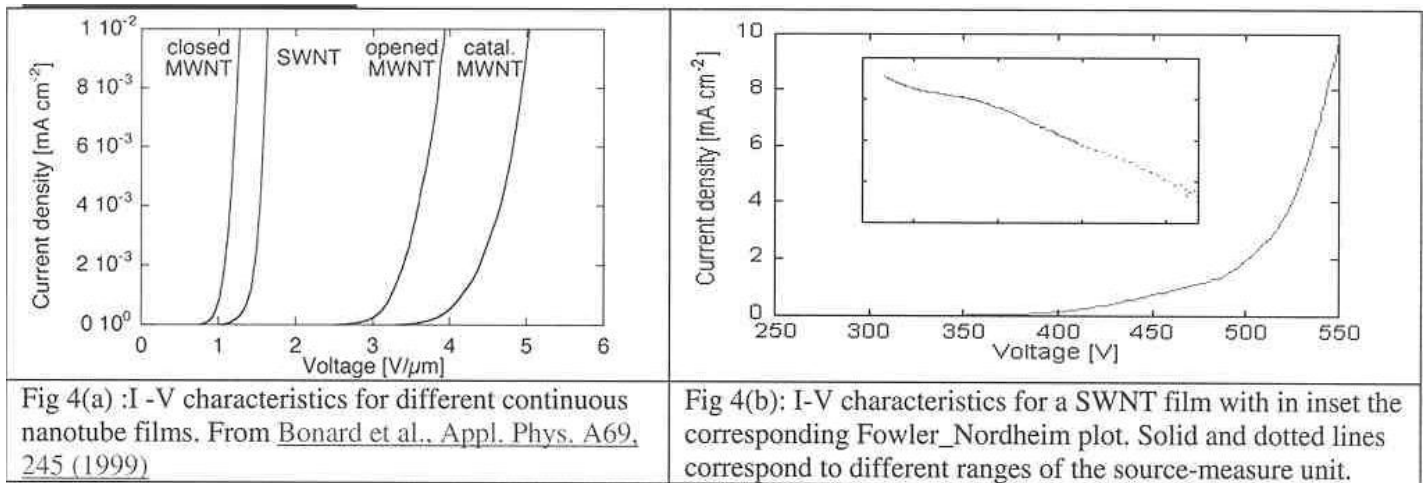 1 10⁻²
8 10⁻³
6 10⁻³
4 10⁻³
2 10⁻³
0 10⁰
Current density [mA cm⁻²]
closed
MWNT
SWNT
opened
MWNT
catal.
MWNT
0 1 2 3 4 5 6
Voltage [V/µm]
10
8
6
4
2
0
Current density [mA cm⁻²]
250 300 350 400 450 500 550
Voltage [V]
Fig 4(a) :I -V characteristics for different continuous
nanotube films. From Bonard et al., Appl. Phys. A69,
245 (1999)
Fig 4(b): I-V characteristics for a SWNT film with in inset the
corresponding Fowler_Nordheim plot. Solid and dotted lines
correspond to different ranges of the source-measure unit.